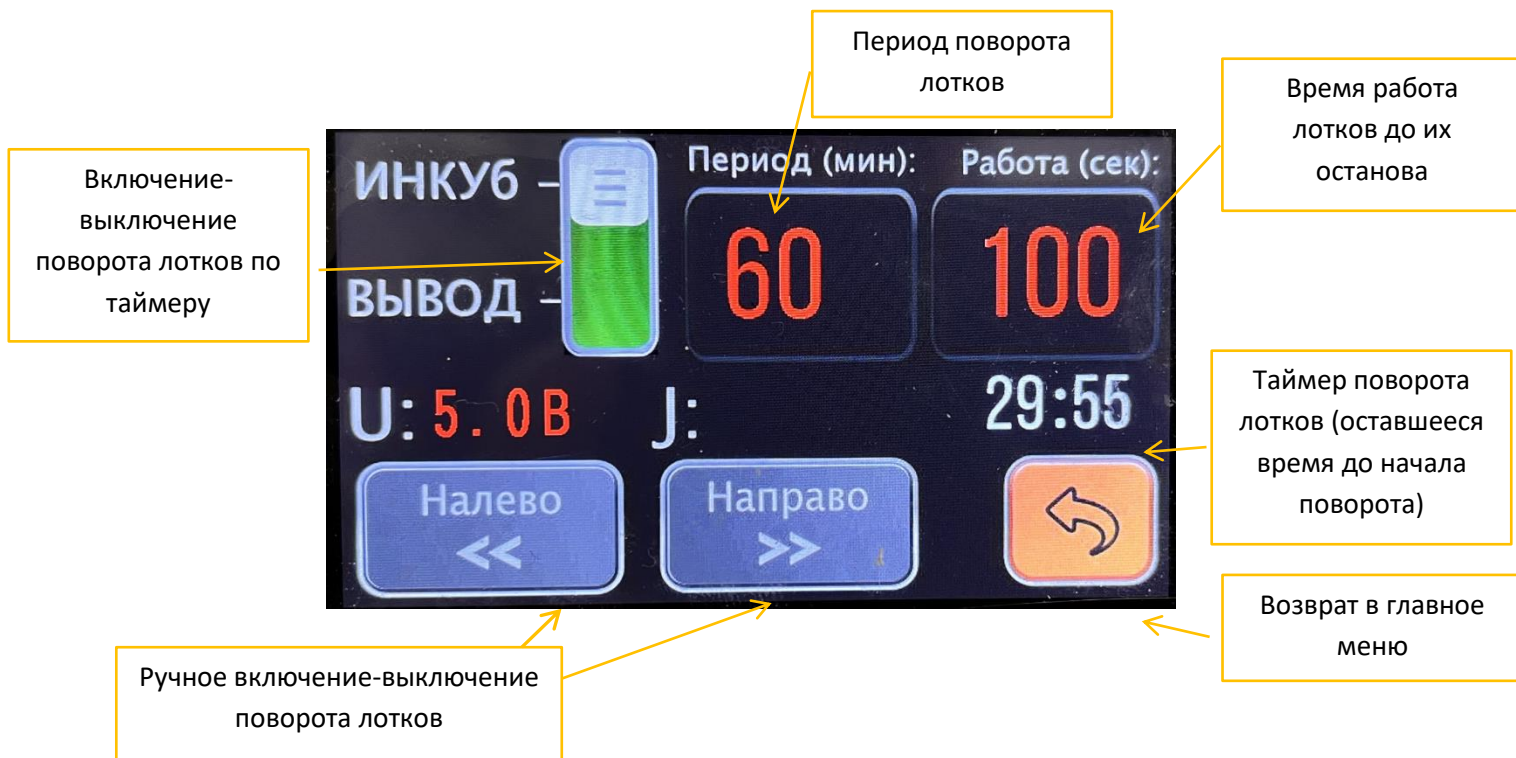 Период поворота
лотков
Время работа
лотков до их
останова
Включение-
выключение
поворота лотков по
таймеру
ИНКУб –
ВЫВОД –
Период (мин):
60
Работа (сек):
100
U: 5.0В
J:
29:55
Налево
<<
Направо
>>
Таймер поворота
лотков (оставшееся
время до начала
поворота)
Возврат в главное
меню
Ручное включение-выключение
поворота лотков